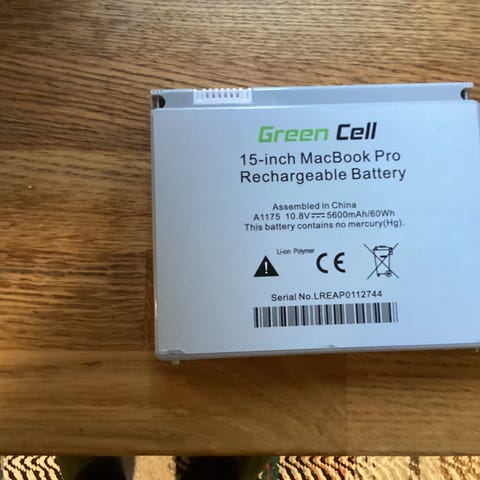 Green Cell
15-inch MacBook Pro
Rechargeable Battery
Assembled in China
A1175 10.8V⎓5600mAh/60Wh
This battery contains no mercury(Hg).
Li-ion Polymer
CE
Serial No.LREAP0112744